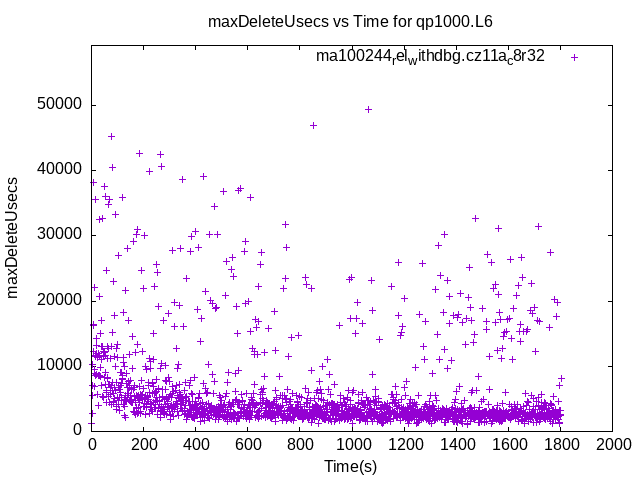 maxDeleteUsecs vs Time for qp1000.L6
ma100244relwithdbg.cz11ac8r32
50000
40000
30000
20000
10000
0
maxDeleteUsecs
0 200 400 600 800 1000 1200 1400 1600 1800 2000
Time(s)